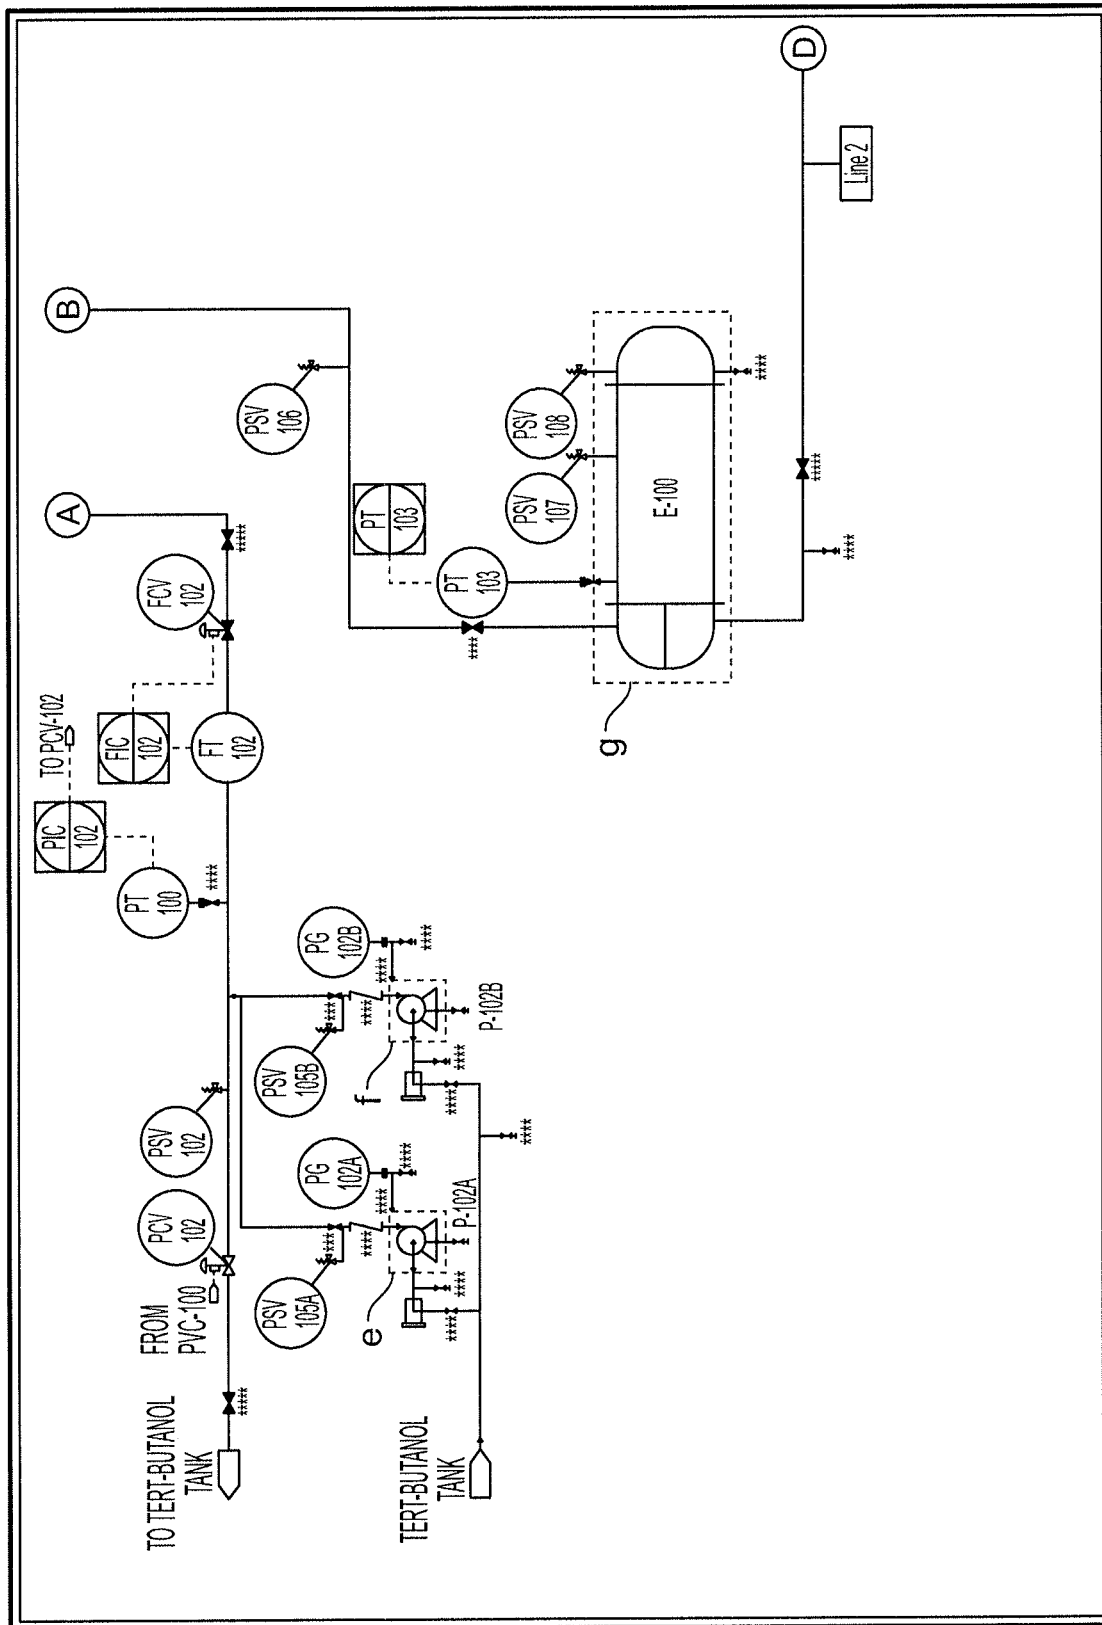 TO TERT-BUTANOL
TANK
*****
FROM
PVC-100
PCV
102
PSV
102
PT
100
****
PIC
102
TO PCV-102
FIC
102
FT
102
FCV
102
*****
A
B
PSV
106
PSV
105A
***
****
PG
102A
****
****
PSV
105B
***
****
PG
102B
****
****
PT
103
PT
103
****
e
****
****
P-102A
f
****
****
P-102B
TERT-BUTANOL
TANK
****
g
PSV
107
PSV
108
E-100
****
****
*****
Line 2
D